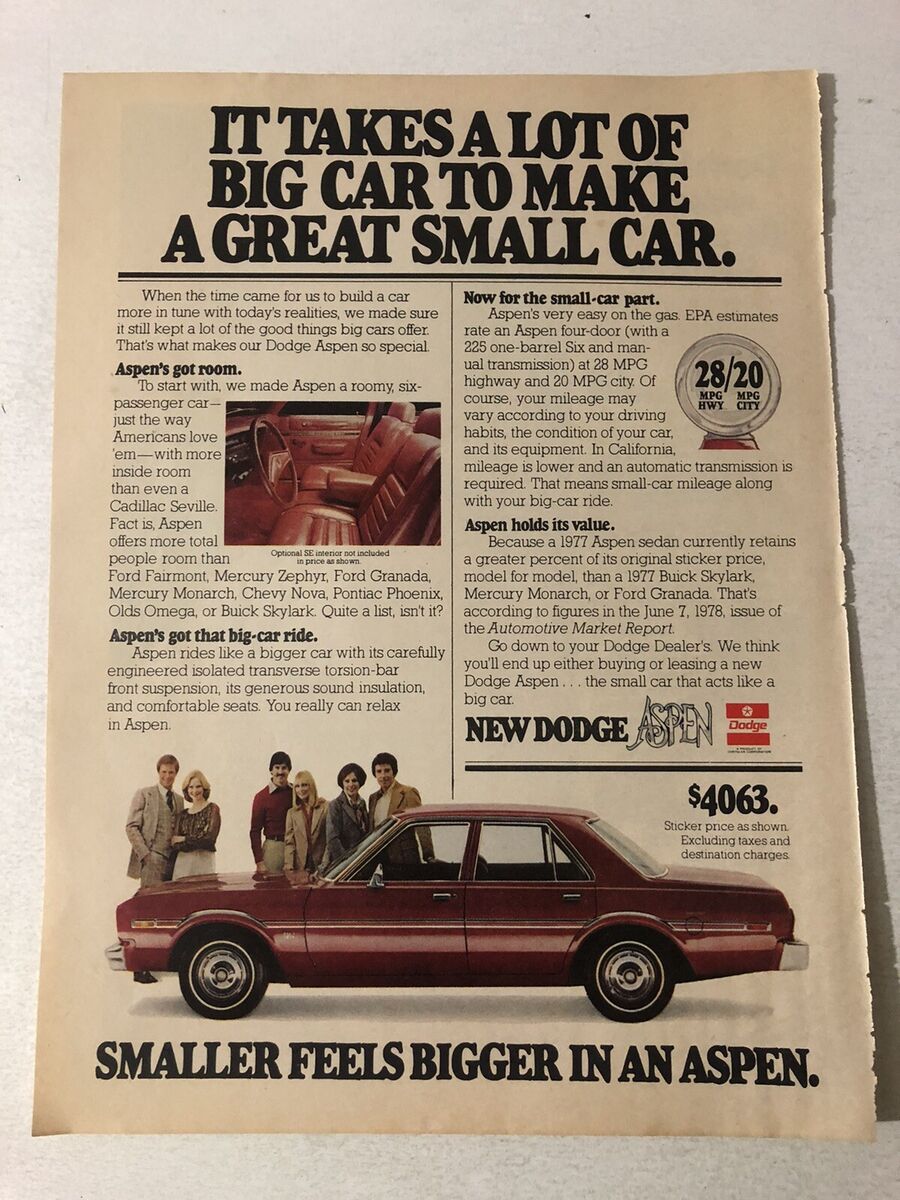 IT TAKES A LOT OF
BIG CAR TO MAKE
A GREAT SMALL CAR.
When the time came for us to build a car
more in tune with today's realities, we made sure
it still kept a lot of the good things big cars offer.
That's what makes our Dodge Aspen so special.
Aspen's got room.
To start with, we made Aspen a roomy, six-
passenger car—
just the way
Americans love
'em—with more
inside room
than even a
Cadillac Seville.
Fact is, Aspen
offers more total
people room than
Ford Fairmont, Mercury Zephyr, Ford Granada,
Mercury Monarch, Chevy Nova, Pontiac Phoenix,
Olds Omega, or Buick Skylark. Quite a list, isn't it?
Optional SE interior not included
in price as shown.
Aspen's got that big-car ride.
Aspen rides like a bigger car with its carefully
engineered isolated transverse torsion-bar
front suspension, its generous sound insulation,
and comfortable seats. You really can relax
in Aspen.
Now for the small-car part.
Aspen's very easy on the gas. EPA estimates
rate an Aspen four-door (with a
225 one-barrel Six and man-
ual transmission) at 28 MPG
highway and 20 MPG city. Of
course, your mileage may
vary according to your driving
habits, the condition of your car,
and its equipment. In California,
mileage is lower and an automatic transmission is
required. That means small-car mileage along
with your big-car ride.
28/20
MPG MPG
HWY CITY
Aspen holds its value.
Because a 1977 Aspen sedan currently retains
a greater percent of its original sticker price,
model for model, than a 1977 Buick Skylark,
Mercury Monarch, or Ford Granada. That's
according to figures in the June 7, 1978, issue of
the Automotive Market Report.
Go down to your Dodge Dealer's. We think
you'll end up either buying or leasing a new
Dodge Aspen . . . the small car that acts like a
big car.
NEW DODGE ASPEN
Dodge
A PRODUCT OF
CHRYSLER CORPORATION
$4063.
Sticker price as shown.
Excluding taxes and
destination charges.
SMALLER FEELS BIGGER IN AN ASPEN.